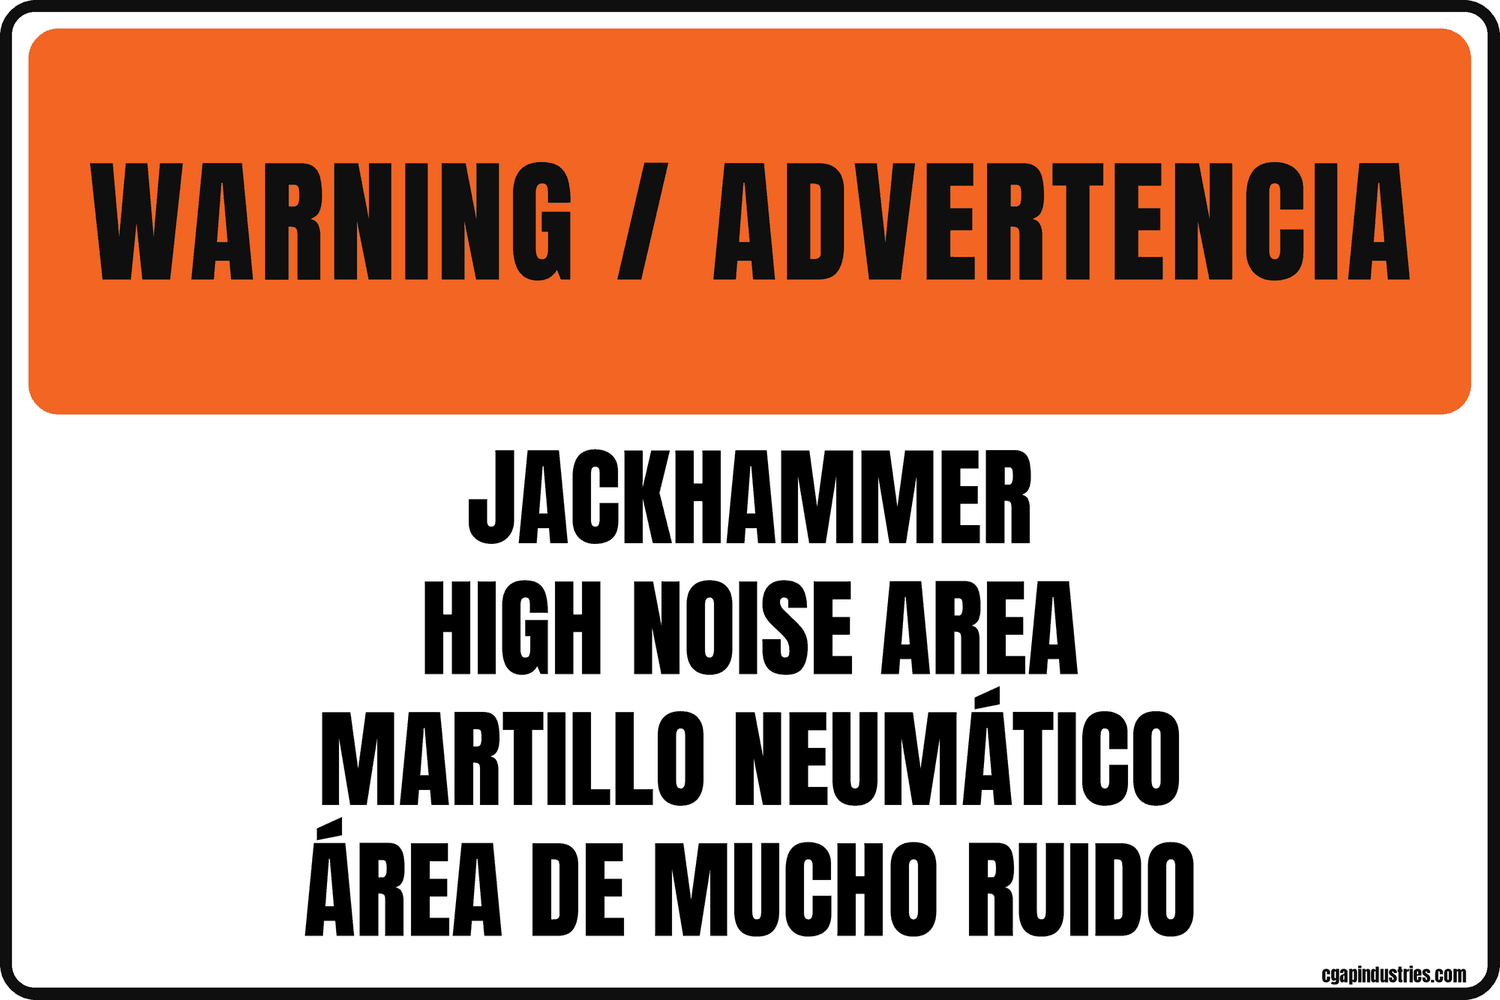 WARNING / ADVERTENCIA
JACKHAMMER
HIGH NOISE AREA
MARTILLO NEUMÁTICO
ÁREA DE MUCHO RUIDO
cgapindustries.com